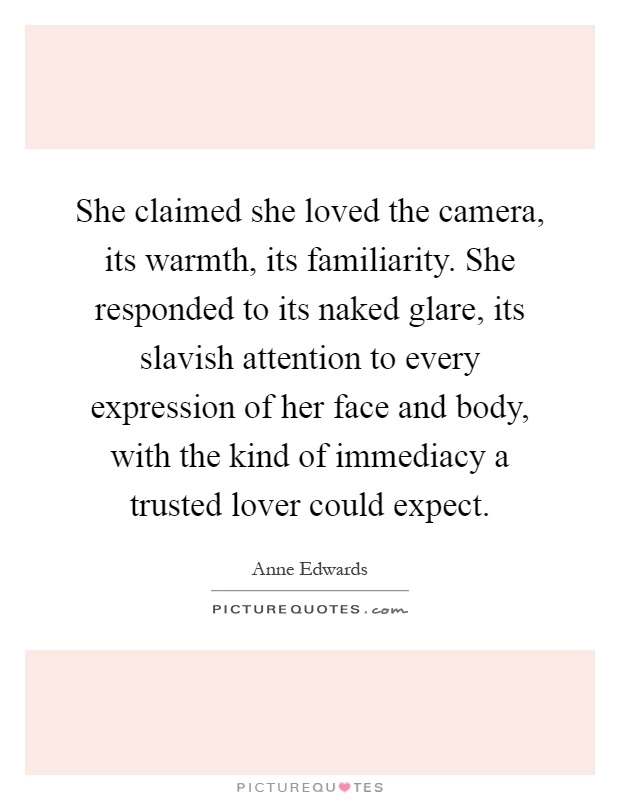 She claimed she loved the camera,
its warmth, its familiarity. She
responded to its naked glare, its
slavish attention to every
expression of her face and body,
with the kind of immediacy a
trusted lover could expect.
Anne Edwards
PICTUREQUOTES.com
PICTUREQU♥TES